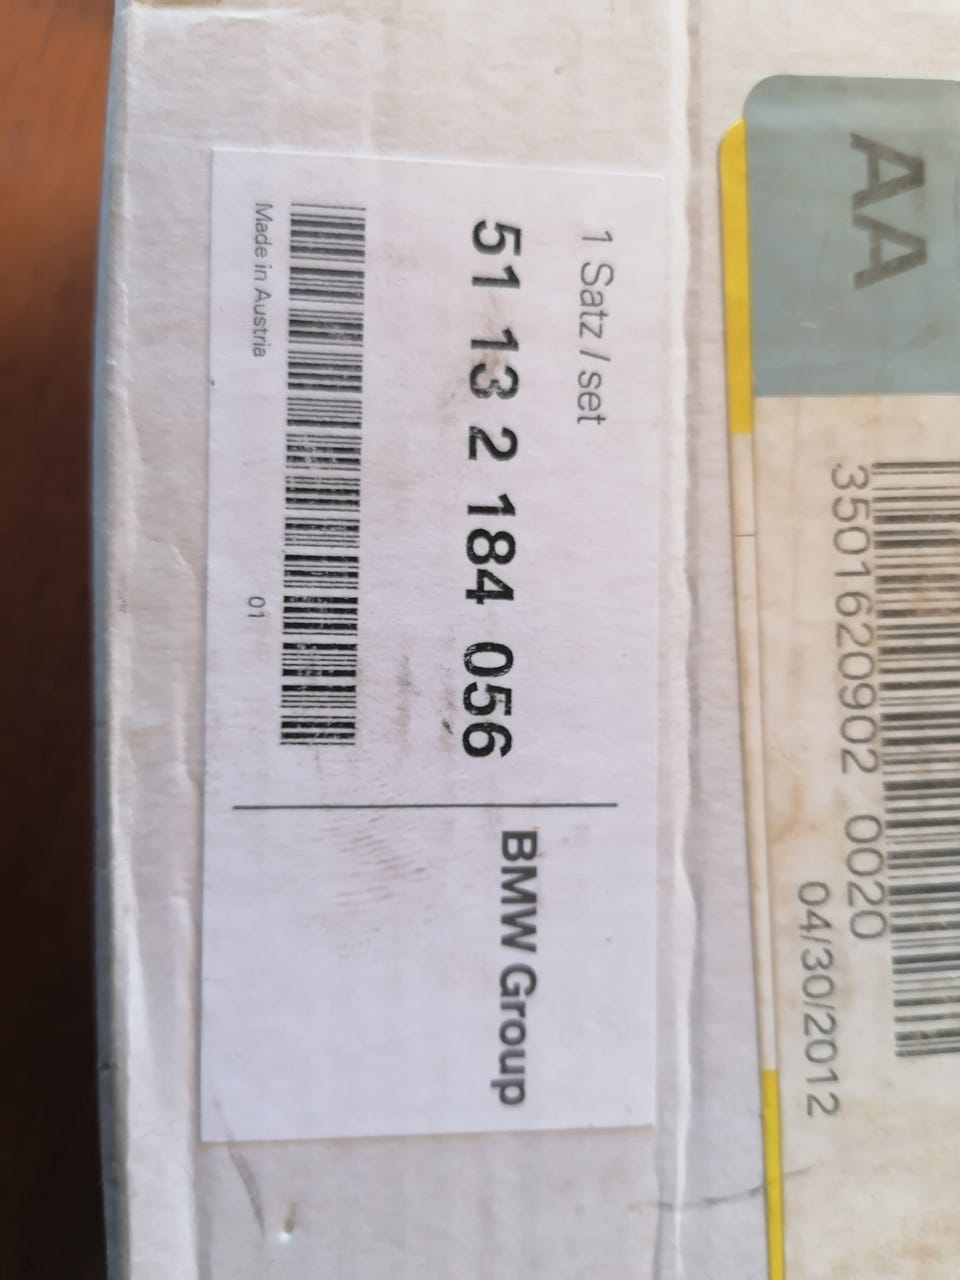 1 Satz / set
51 13 2 184 056
Made in Austria
01
BMW Group
AA
3501620902 0020
04/30/2012